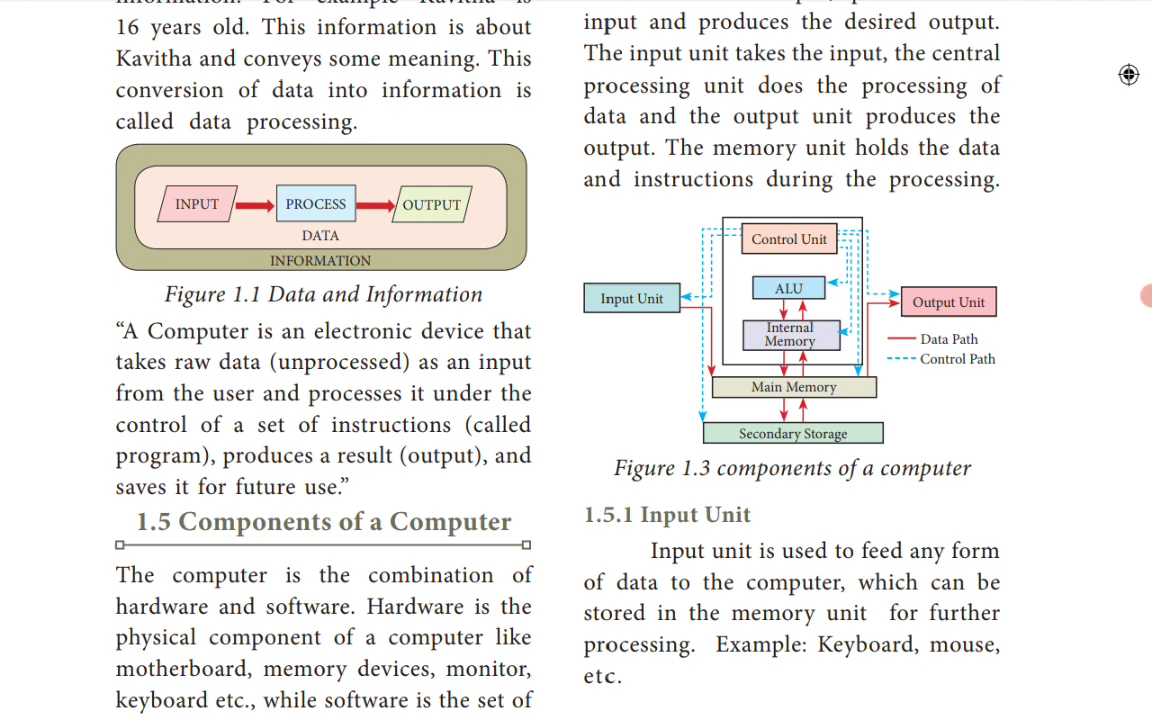 16 years old. This information is about
Kavitha and conveys some meaning. This
conversion of data into information is
called data processing.
INPUT
PROCESS
OUTPUT
DATA
INFORMATION
Figure 1.1 Data and Information
“A Computer is an electronic device that
takes raw data (unprocessed) as an input
from the user and processes it under the
control of a set of instructions (called
program), produces a result (output), and
saves it for future use.”
1.5 Components of a Computer
The computer is the combination of
hardware and software. Hardware is the
physical component of a computer like
motherboard, memory devices, monitor,
keyboard etc., while software is the set of
input and produces the desired output.
The input unit takes the input, the central
processing unit does the processing of
data and the output unit produces the
output. The memory unit holds the data
and instructions during the processing.
Control Unit
ALU
Input Unit
Output Unit
Internal
Memory
Data Path
Control Path
Main Memory
Secondary Storage
Figure 1.3 components of a computer
1.5.1 Input Unit
Input unit is used to feed any form
of data to the computer, which can be
stored in the memory unit for further
processing. Example: Keyboard, mouse,
etc.